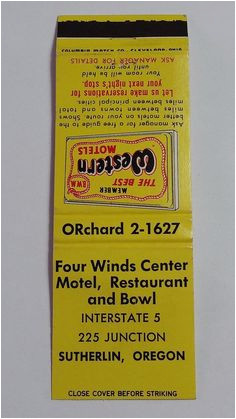 COLUMBIA MATCH CO., CLEVELAND, OHIO
ASK MANAGER FOR DETAILS
until you arrive.
Your room will be held
your next night's stop.
Let us make reservations for
miles between principal cities.
miles between towns and total
better motels on your route. Shows
Ask manager for a free guide to the
MEMBER
THE BEST
Western
MOTELS
B.W.M.
ORchard 2-1627
Four Winds Center
Motel, Restaurant
and Bowl
INTERSTATE 5
225 JUNCTION
SUTHERLIN, OREGON
CLOSE COVER BEFORE STRIKING